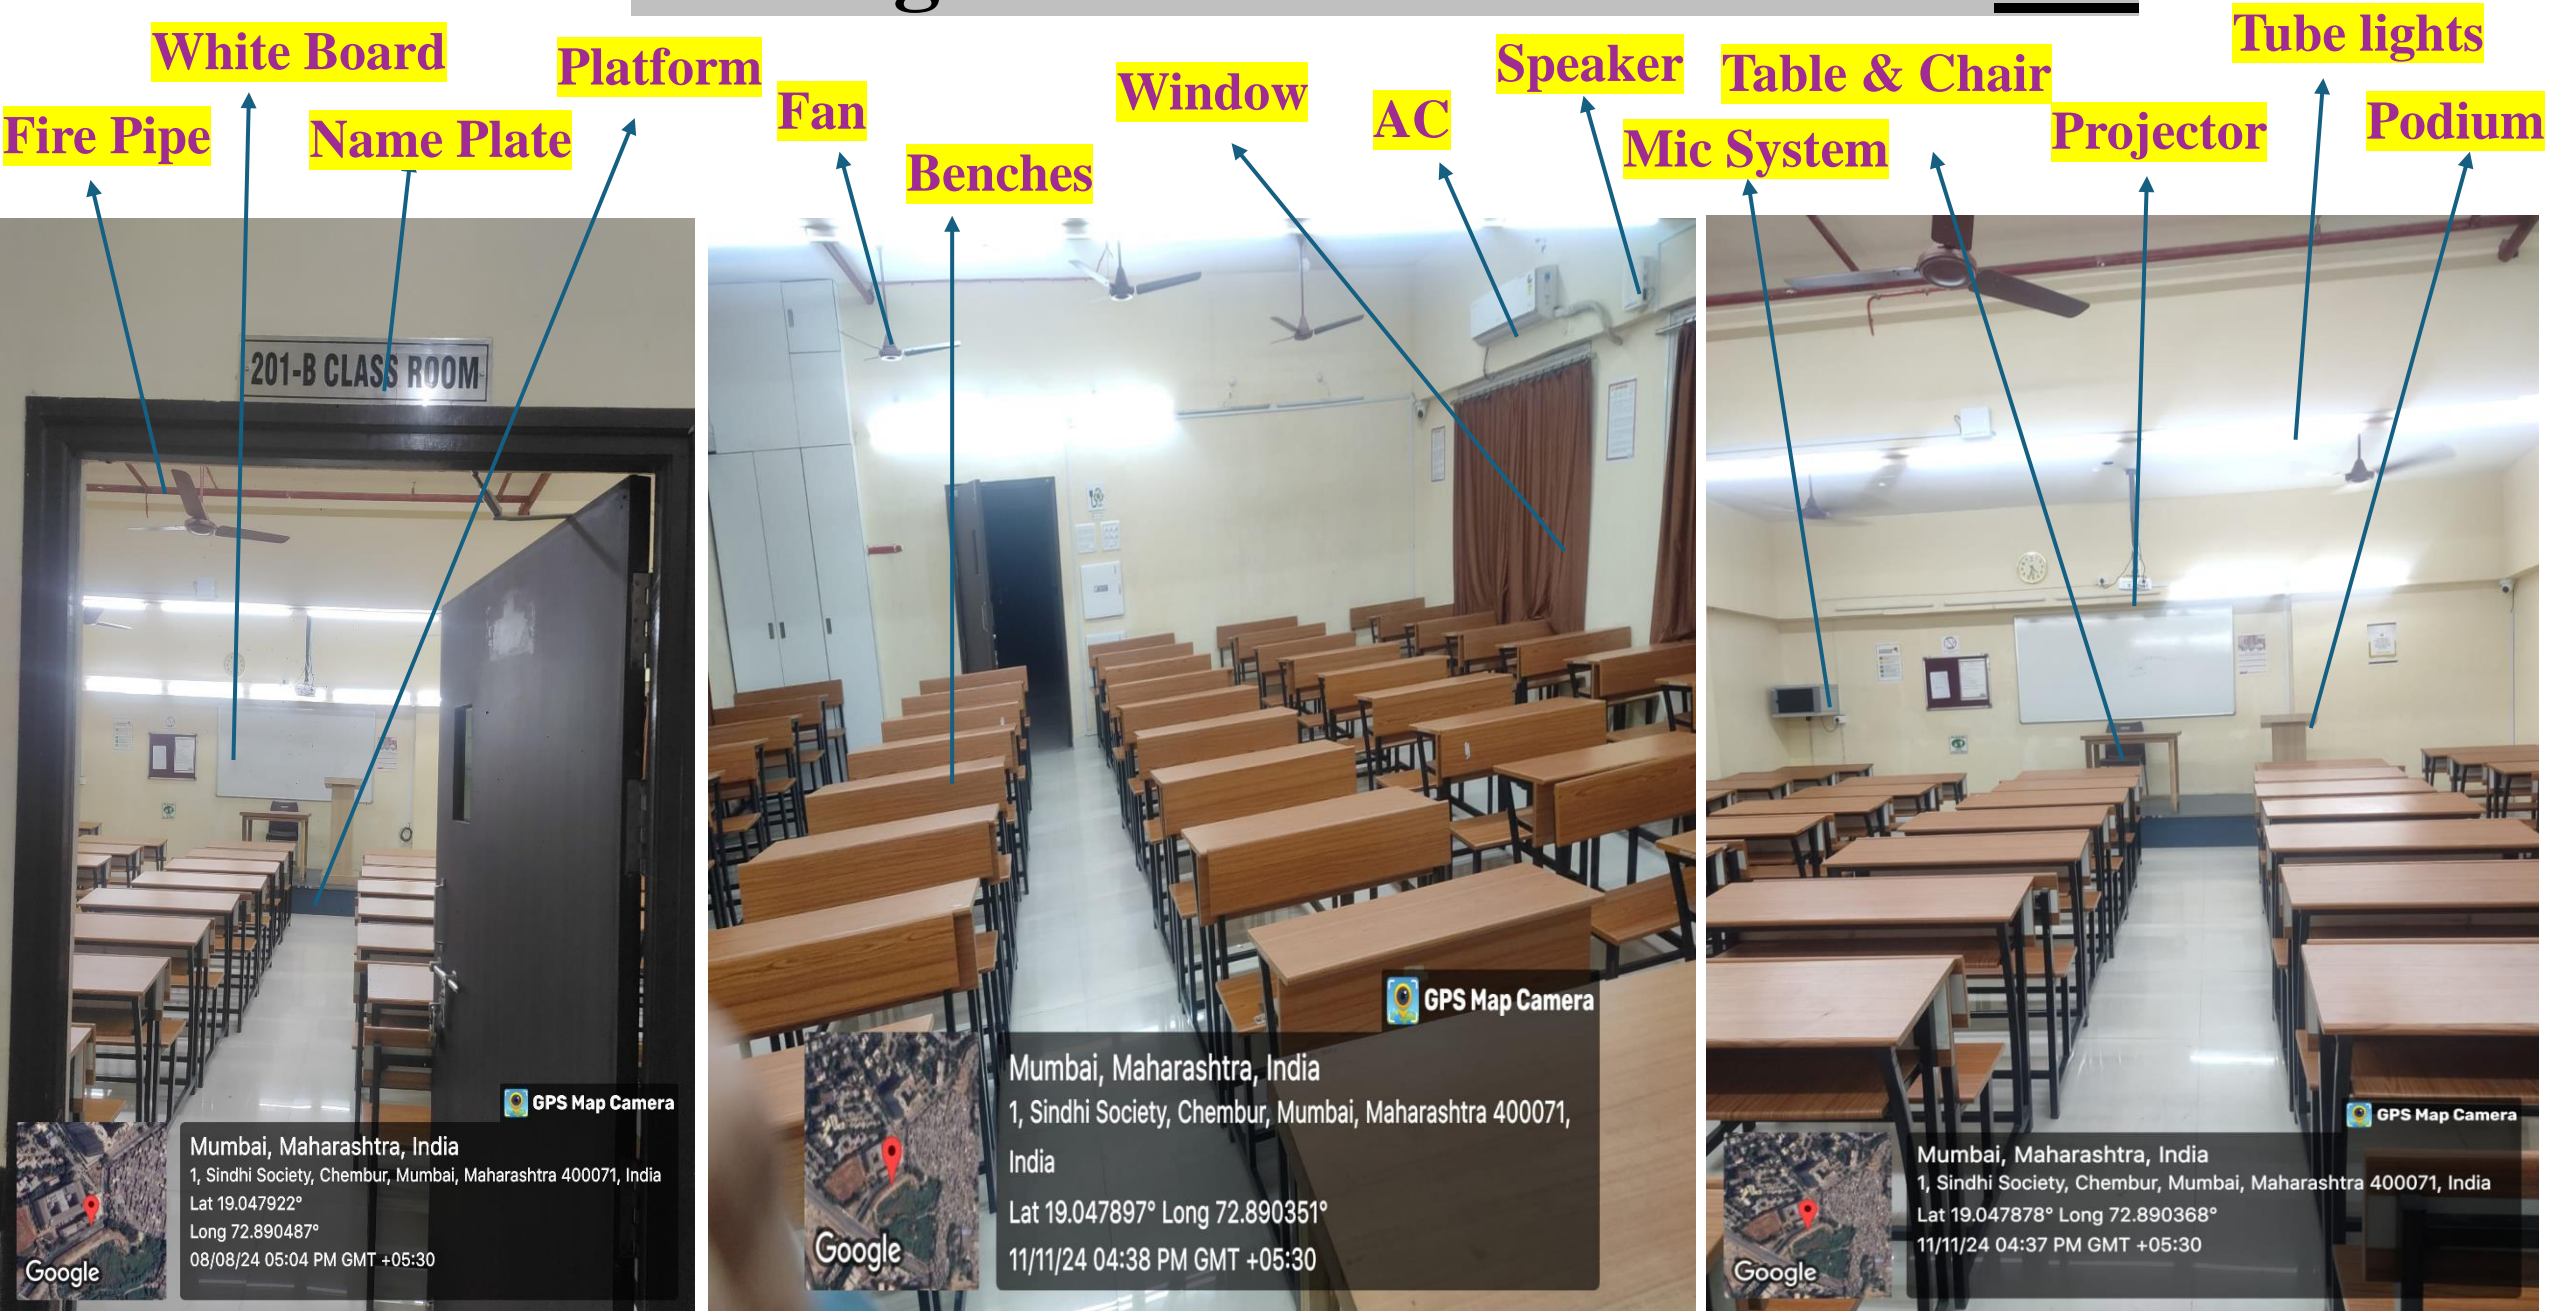 White Board
Platform
Fire Pipe
Name Plate
Fan
Benches
Window
AC
Speaker
Table & Chair
Mic System
Projector
Tube lights
Podium
201-B CLASS ROOM
GPS Map Camera
Mumbai, Maharashtra, India
1, Sindhi Society, Chembur, Mumbai, Maharashtra 400071, India
Lat 19.047922°
Long 72.890487°
08/08/24 05:04 PM GMT +05:30
Google
GPS Map Camera
Mumbai, Maharashtra, India
1, Sindhi Society, Chembur, Mumbai, Maharashtra 400071,
India
Lat 19.047897° Long 72.890351°
11/11/24 04:38 PM GMT +05:30
Google
GPS Map Camera
Mumbai, Maharashtra, India
1, Sindhi Society, Chembur, Mumbai, Maharashtra 400071, India
Lat 19.047878° Long 72.890368°
11/11/24 04:37 PM GMT +05:30
Google